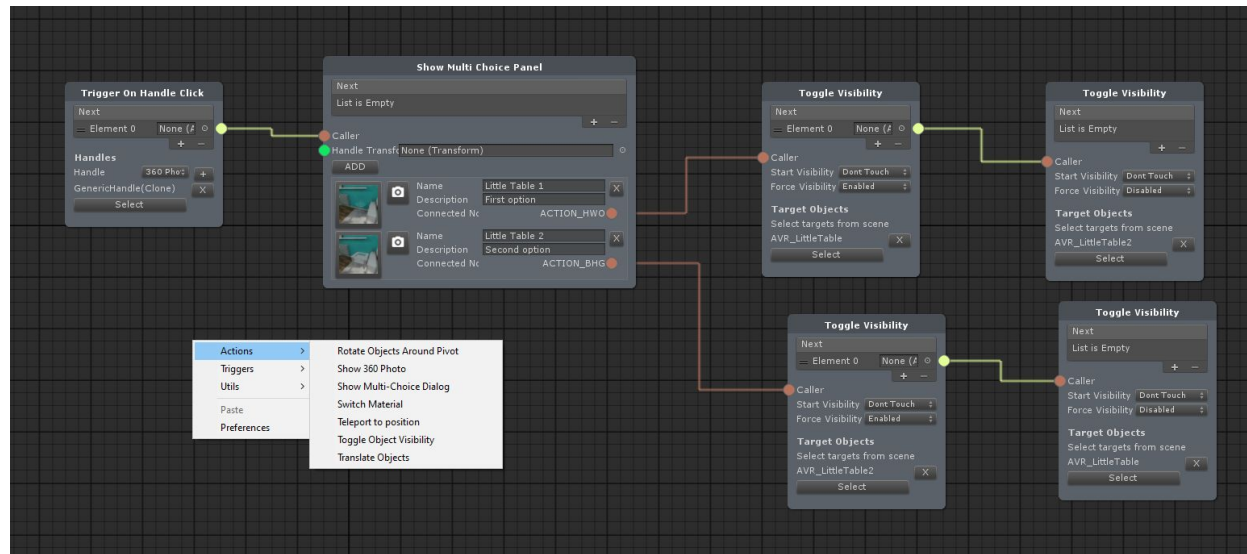 Trigger On Handle Click
Next
Element 0 None (
Handles
Handle 360 Pho
GenericHandle(Clone) X
Select
Show Multi Choice Panel
Next
List is Empty
+ −
Caller
Handle Transf None (Transform)
ADD
Name Little Table 1 X
Description First option
Connected Nc ACTION_HWO
Name Little Table 2 X
Description Second option
Connected Nc ACTION_BHG
Toggle Visibility
Next
Element 0 None (
+ −
Caller
Start Visibility Dont Touch
Force Visibility Enabled
Target Objects
Select targets from scene
AVR_LittleTable X
Select
Toggle Visibility
Next
List is Empty
+ −
Caller
Start Visibility Dont Touch
Force Visibility Disabled
Target Objects
Select targets from scene
AVR_LittleTable2 X
Select
Toggle Visibility
Next
Element 0 None (
+ −
Caller
Start Visibility Dont Touch
Force Visibility Enabled
Target Objects
Select targets from scene
AVR_LittleTable2 X
Select
Toggle Visibility
Next
List is Empty
+ −
Caller
Start Visibility Dont Touch
Force Visibility Disabled
Target Objects
Select targets from scene
AVR_LittleTable X
Select
Actions >
Triggers >
Utils >
Paste
Preferences
Rotate Objects Around Pivot
Show 360 Photo
Show Multi-Choice Dialog
Switch Material
Teleport to position
Toggle Object Visibility
Translate Objects